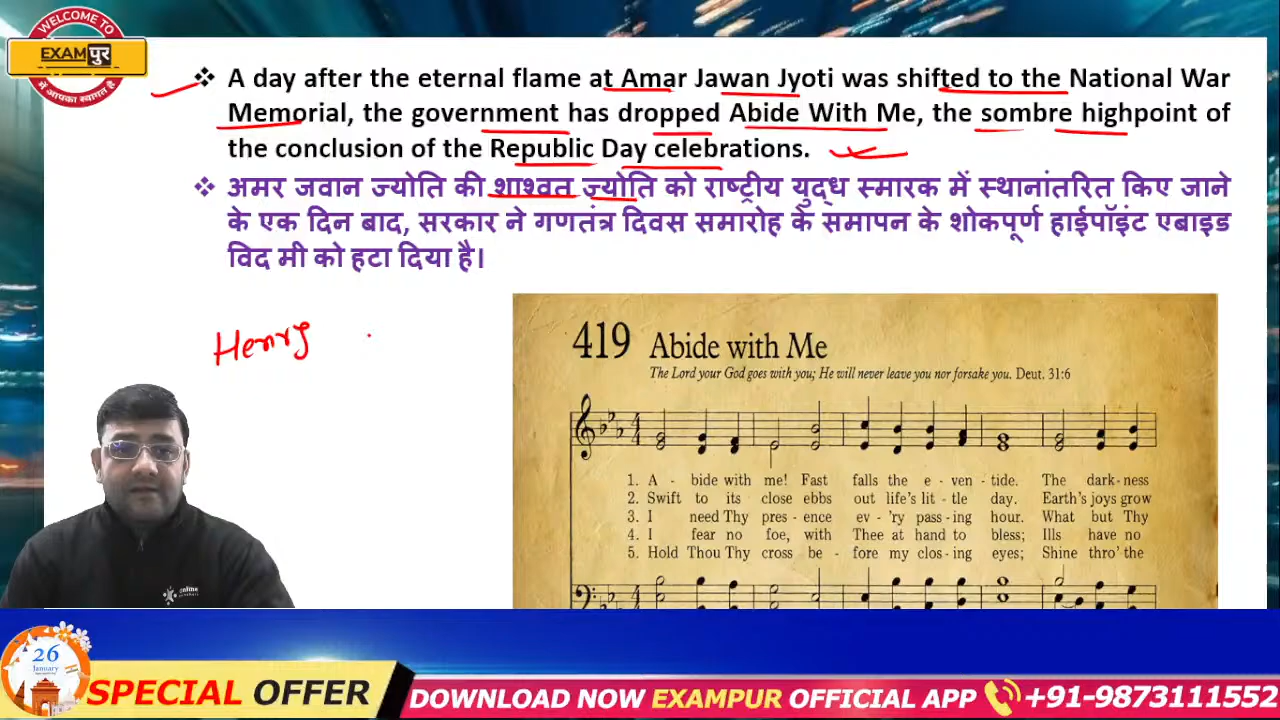 WELCOME TO
EXAMपुर
में आपका स्वागत है
❖ A day after the eternal flame at Amar Jawan Jyoti was shifted to the National War
Memorial, the government has dropped Abide With Me, the sombre highpoint of
the conclusion of the Republic Day celebrations.
❖ अमर जवान ज्योति की शाश्वत ज्योति को राष्ट्रीय युद्ध स्मारक में स्थानांतरित किए जाने
के एक दिन बाद, सरकार ने गणतंत्र दिवस समारोह के समापन के शोकपूर्ण हाईपॉइंट एबाइड
विद मी को हटा दिया है।
Henry
419 Abide with Me
The Lord your God goes with you; He will never leave you nor forsake you. Deut. 31:6
1. A - bide with me! Fast falls the e - ven - tide. The dark-ness
2. Swift to its close ebbs out life's lit - tle day. Earth's joys grow
3. I need Thy pres - ence ev - 'ry pass - ing hour. What but Thy
4. I fear no foe, with Thee at hand to bless; Ills have no
5. Hold Thou Thy cross be - fore my clos - ing eyes; Shine thro' the
online
26
January
SPECIAL OFFER
DOWNLOAD NOW EXAMPUR OFFICIAL APP +91-9873111552